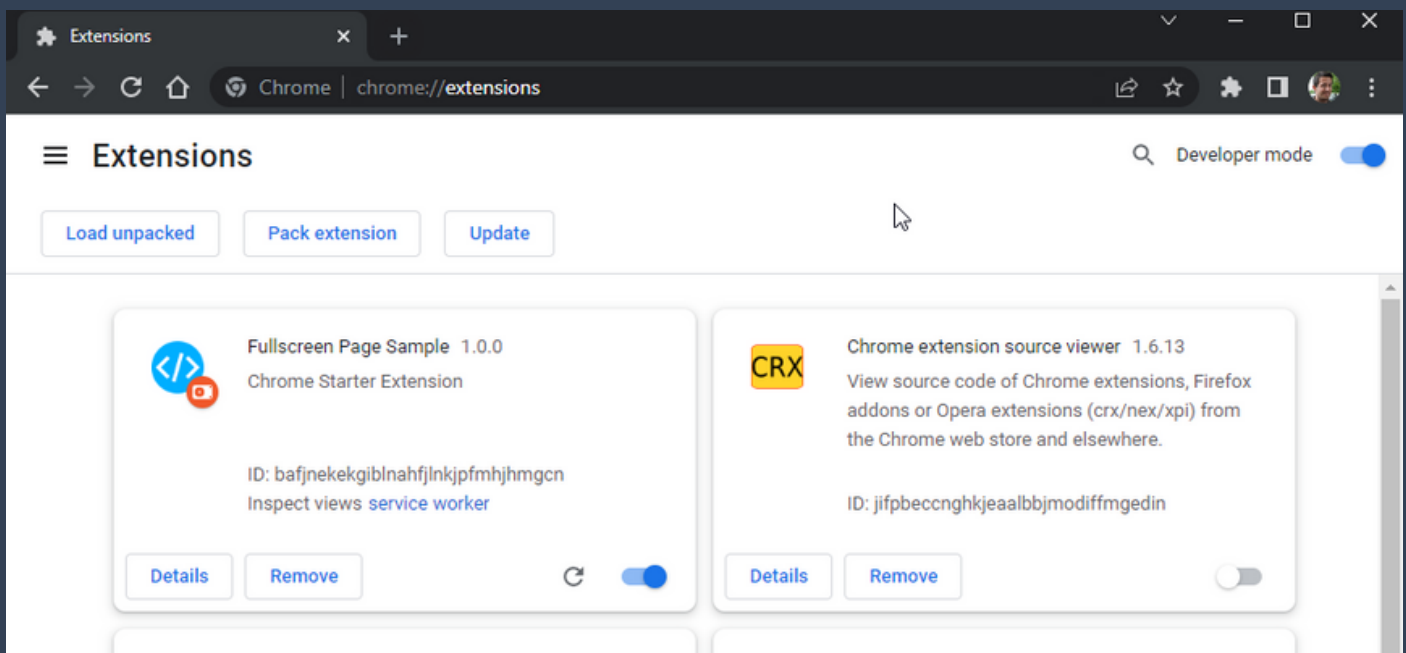 Extensions
Chrome | chrome://extensions
Extensions
Developer mode
Load unpacked
Pack extension
Update
Fullscreen Page Sample 1.0.0
Chrome Starter Extension
ID: bafjnekekgiblnahfjlnkjpfmhjhmgcn
Inspect views service worker
Details
Remove
CRX
Chrome extension source viewer 1.6.13
View source code of Chrome extensions, Firefox
addons or Opera extensions (crx/nex/xpi) from
the Chrome web store and elsewhere.
ID: jifpbeccnghkjeaalbbjmodiffmgedin
Details
Remove